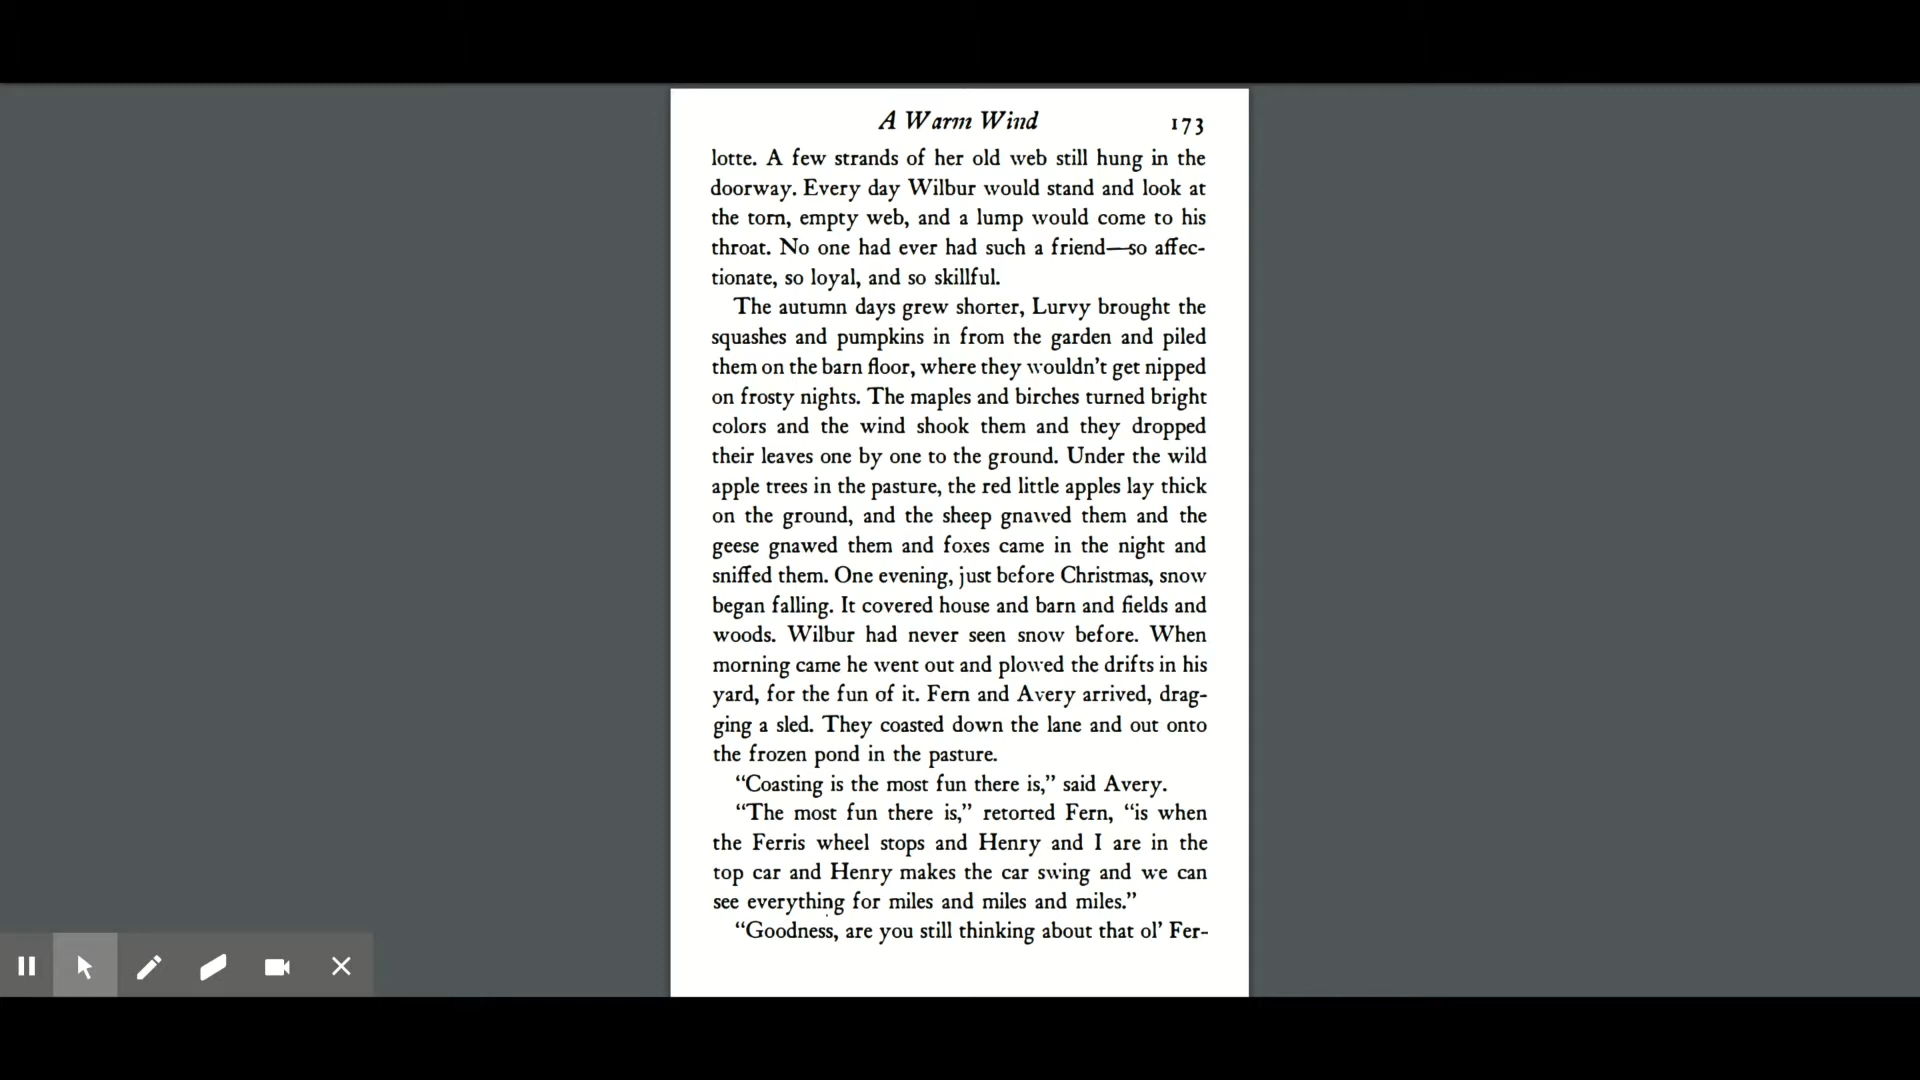 A Warm Wind 173
lotte. A few strands of her old web still hung in the
doorway. Every day Wilbur would stand and look at
the torn, empty web, and a lump would come to his
throat. No one had ever had such a friend—so affec-
tionate, so loyal, and so skillful.
The autumn days grew shorter, Lurvy brought the
squashes and pumpkins in from the garden and piled
them on the barn floor, where they wouldn't get nipped
on frosty nights. The maples and birches turned bright
colors and the wind shook them and they dropped
their leaves one by one to the ground. Under the wild
apple trees in the pasture, the red little apples lay thick
on the ground, and the sheep gnawed them and the
geese gnawed them and foxes came in the night and
sniffed them. One evening, just before Christmas, snow
began falling. It covered house and barn and fields and
woods. Wilbur had never seen snow before. When
morning came he went out and plowed the drifts in his
yard, for the fun of it. Fern and Avery arrived, drag-
ging a sled. They coasted down the lane and out onto
the frozen pond in the pasture.
“Coasting is the most fun there is,” said Avery.
“The most fun there is,” retorted Fern, “is when
the Ferris wheel stops and Henry and I are in the
top car and Henry makes the car swing and we can
see everything for miles and miles and miles.”
“Goodness, are you still thinking about that ol’ Fer-